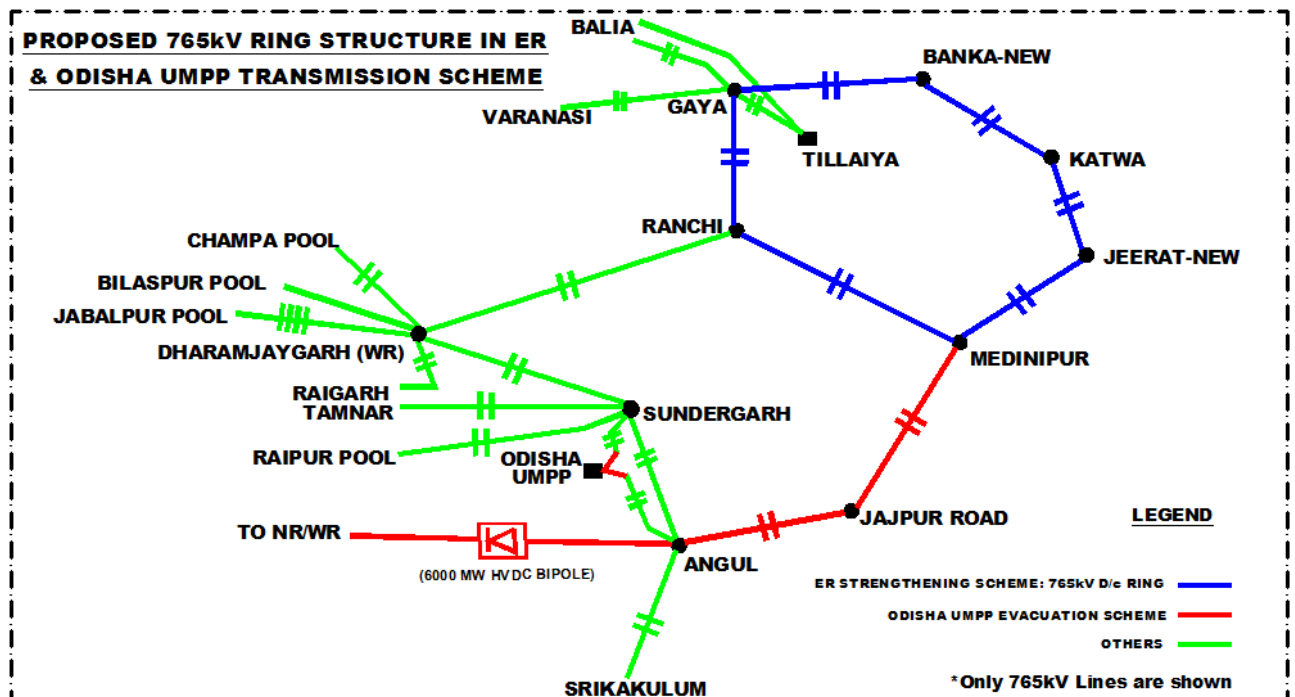 PROPOSED 765kV RING STRUCTURE IN ER
& ODISHA UMPP TRANSMISSION SCHEME
BALIA
BANKA-NEW
VARANASI
GAYA
TILLAIYA
KATWA
RANCHI
CHAMPA POOL
JEERAT-NEW
BILASPUR POOL
JABALPUR POOL
DHARAMJAYGARH (WR)
MEDINIPUR
RAIGARH
TAMNAR
SUNDERGARH
RAIPUR POOL
ODISHA
UMPP
JAJPUR ROAD
LEGEND
TO NR/WR
ANGUL
(6000 MW HVDC BIPOLE)
ER STRENGTHENING SCHEME: 765kV D/c RING
ODISHA UMPP EVACUATION SCHEME
OTHERS
SRIKAKULUM
*Only 765kV Lines are shown